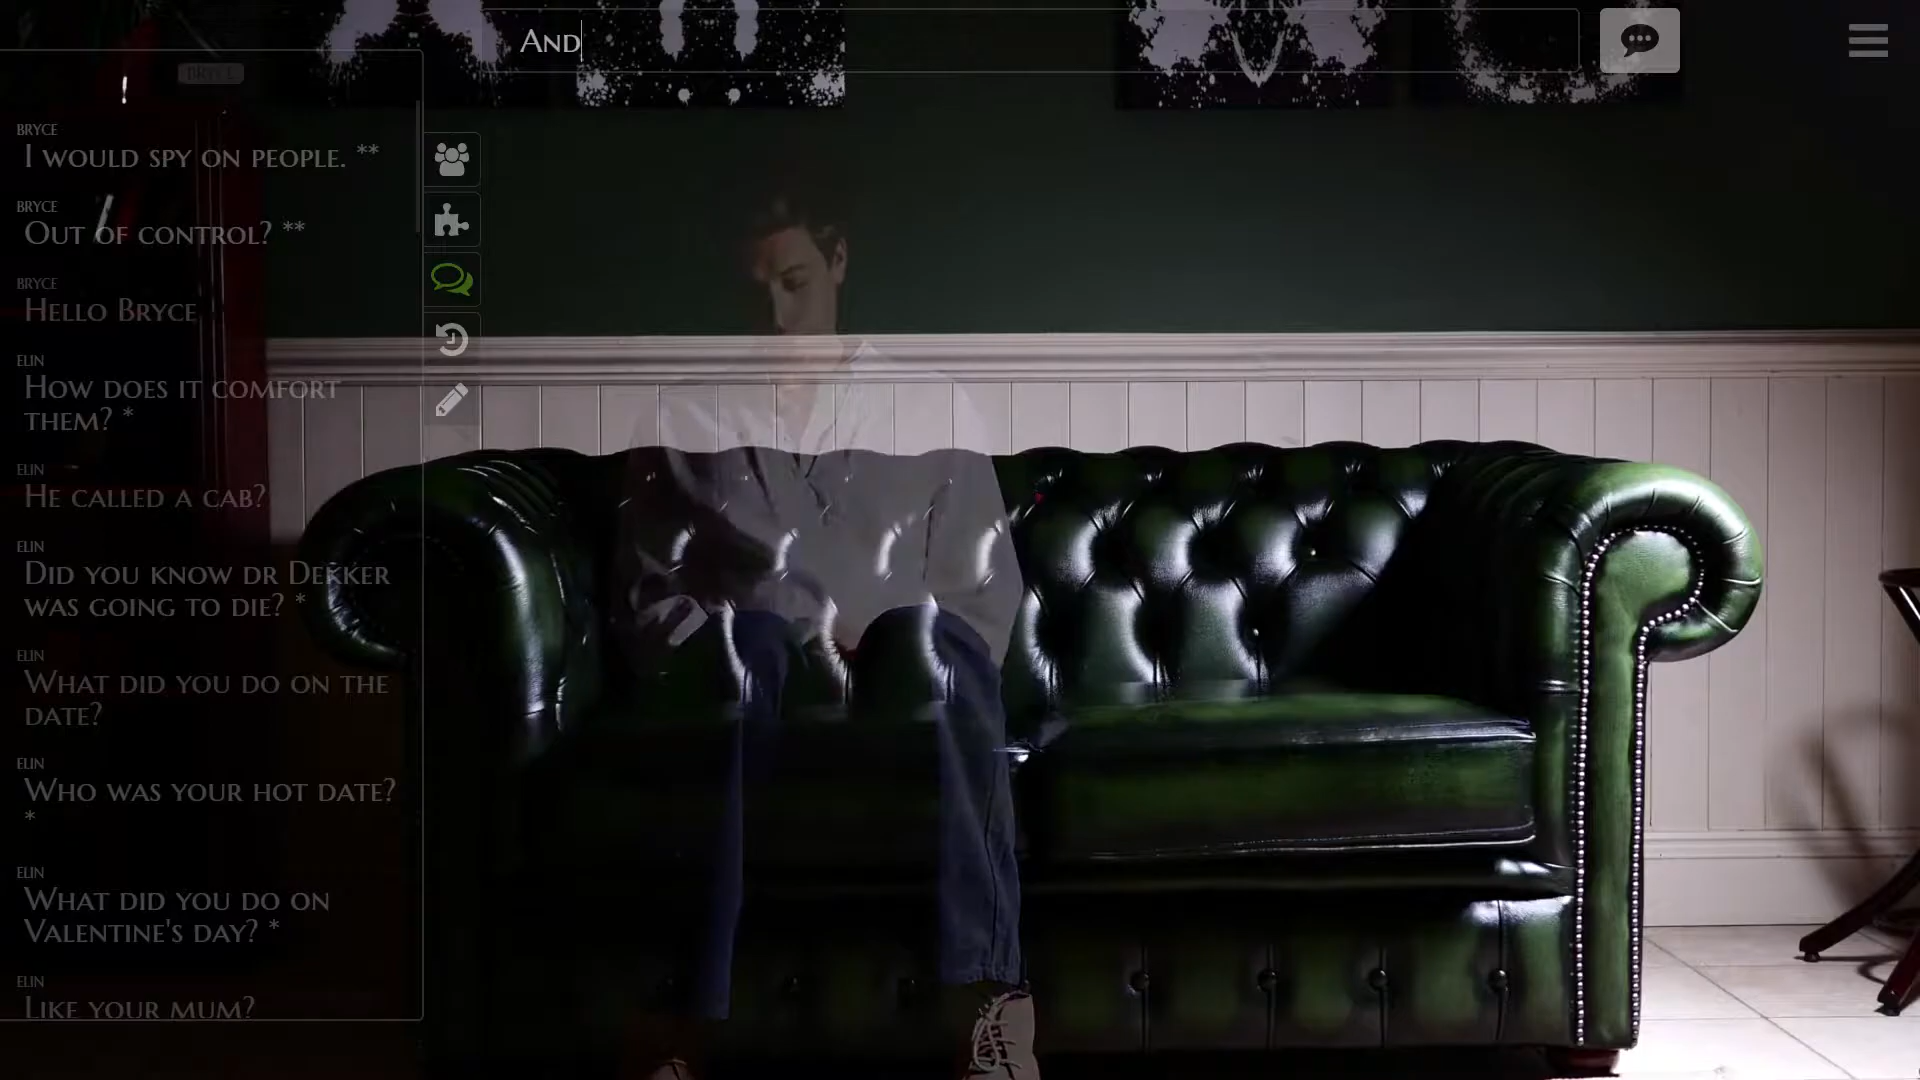 And
BRYCE
BRYCE
I would spy on people. **
BRYCE
Out of control? **
BRYCE
Hello Bryce
ELIN
How does it comfort
them? *
ELIN
He called a cab?
ELIN
Did you know dr Dekker
was going to die? *
ELIN
What did you do on the
date?
ELIN
Who was your hot date?
*
ELIN
What did you do on
Valentine's day? *
ELIN
Like your mum?